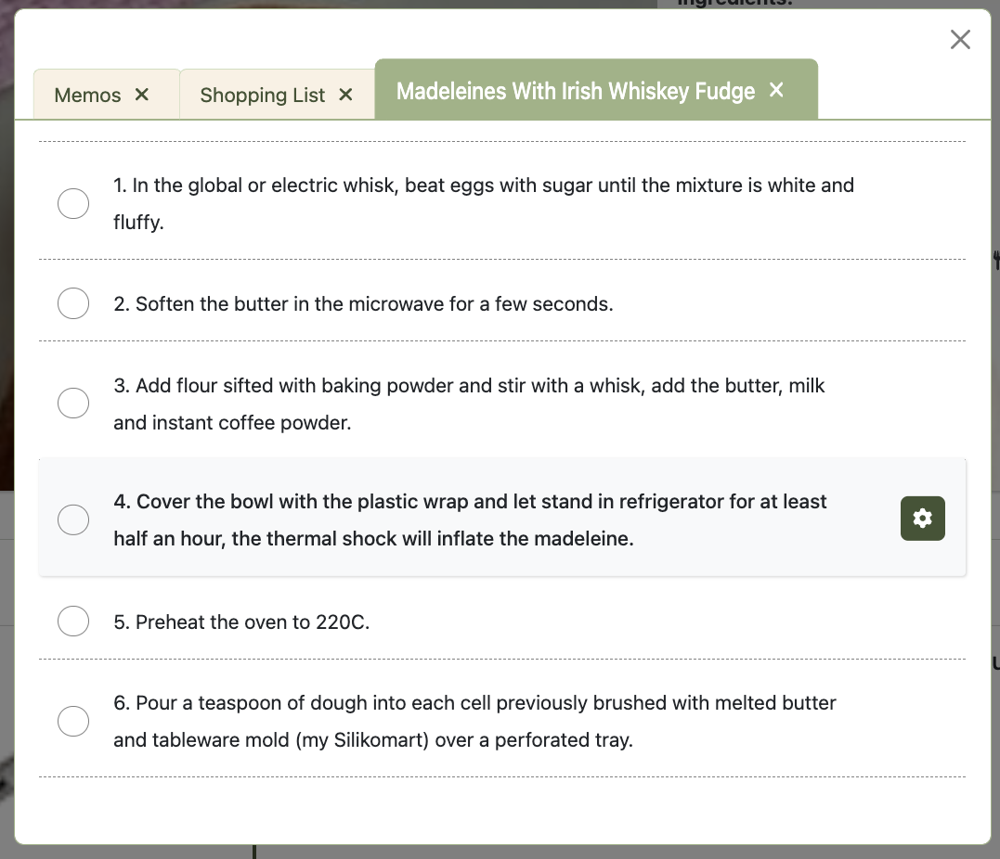 Ingredients:
Memos
Shopping List
Madeleines With Irish Whiskey Fudge
1. In the global or electric whisk, beat eggs with sugar until the mixture is white and
fluffy.
2. Soften the butter in the microwave for a few seconds.
3. Add flour sifted with baking powder and stir with a whisk, add the butter, milk
and instant coffee powder.
4. Cover the bowl with the plastic wrap and let stand in refrigerator for at least
half an hour, the thermal shock will inflate the madeleine.
5. Preheat the oven to 220C.
6. Pour a teaspoon of dough into each cell previously brushed with melted butter
and tableware mold (my Silikomart) over a perforated tray.